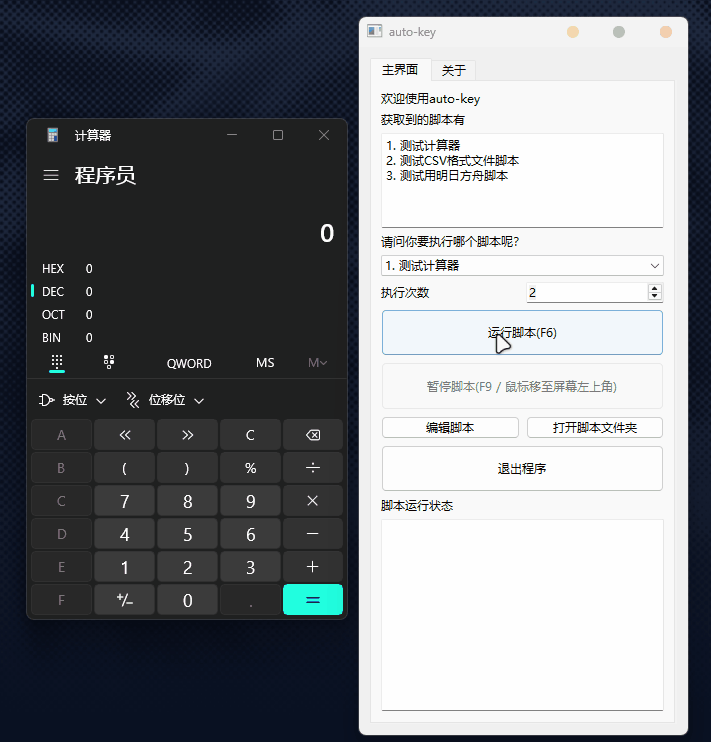 计算器
程序员
0
HEX 0
DEC 0
OCT 0
BIN 0
QWORD MS M
按位 位移位
A « » C
B ( ) % ÷
C 7 8 9 ×
D 4 5 6 −
E 1 2 3 +
F +/− 0 . =
auto-key
主界面 关于
欢迎使用auto-key
获取到的脚本有
1. 测试计算器
2. 测试CSV格式文件脚本
3. 测试用明日方舟脚本
请问你要执行哪个脚本呢?
1. 测试计算器
执行次数 2
运行脚本(F6)
暂停脚本(F9 / 鼠标移至屏幕左上角)
编辑脚本 打开脚本文件夹
退出程序
脚本运行状态